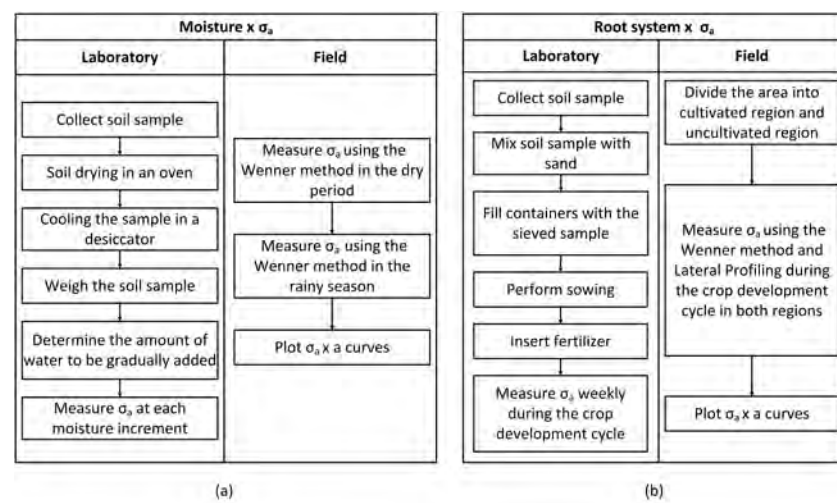 Moisture x σₐ
Laboratory
Field
Collect soil sample
Soil drying in an oven
Cooling the sample in a
desiccator
Weigh the soil sample
Determine the amount of
water to be gradually added
Measure σₐ at each
moisture increment
Measure σₐ using the
Wenner method in the dry
period
Measure σₐ using the
Wenner method in the
rainy season
Plot σₐ x a curves
(a)
Root system x σₐ
Laboratory
Field
Collect soil sample
Mix soil sample with
sand
Fill containers with the
sieved sample
Perform sowing
Insert fertilizer
Measure σₐ weekly
during the crop
development cycle
Divide the area into
cultivated region and
uncultivated region
Measure σₐ using the
Wenner method and
Lateral Profiling during
the crop development
cycle in both regions
Plot σₐ x a curves
(b)